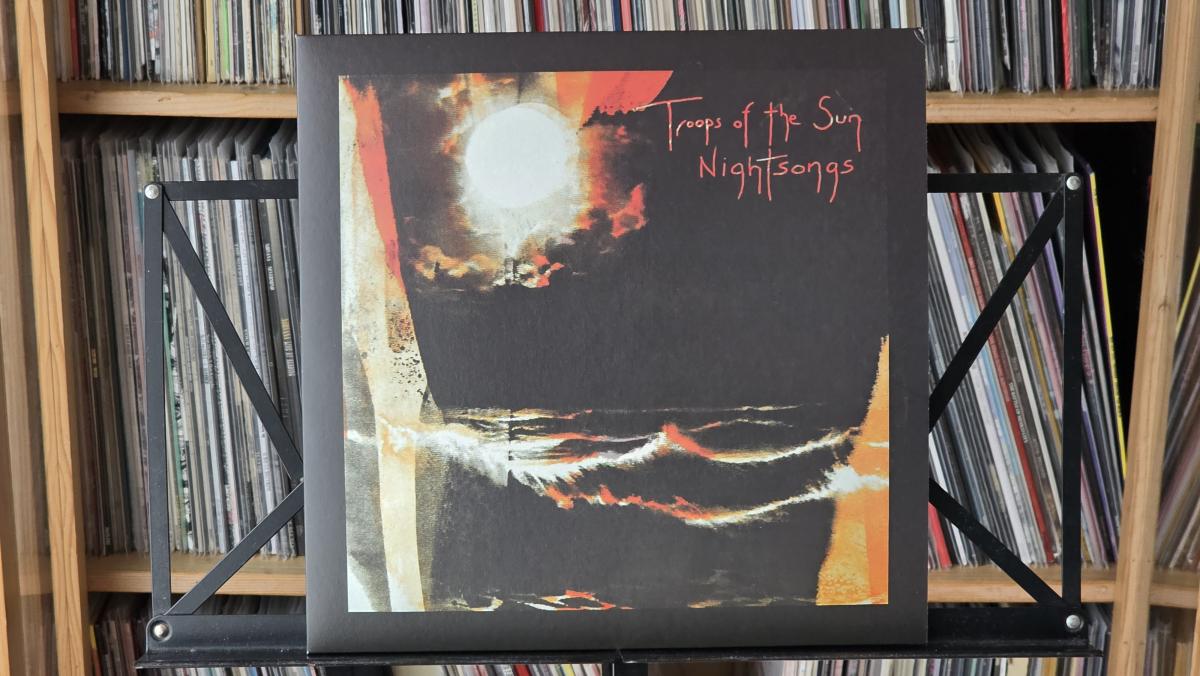 Troops of the Sun
Nightsongs